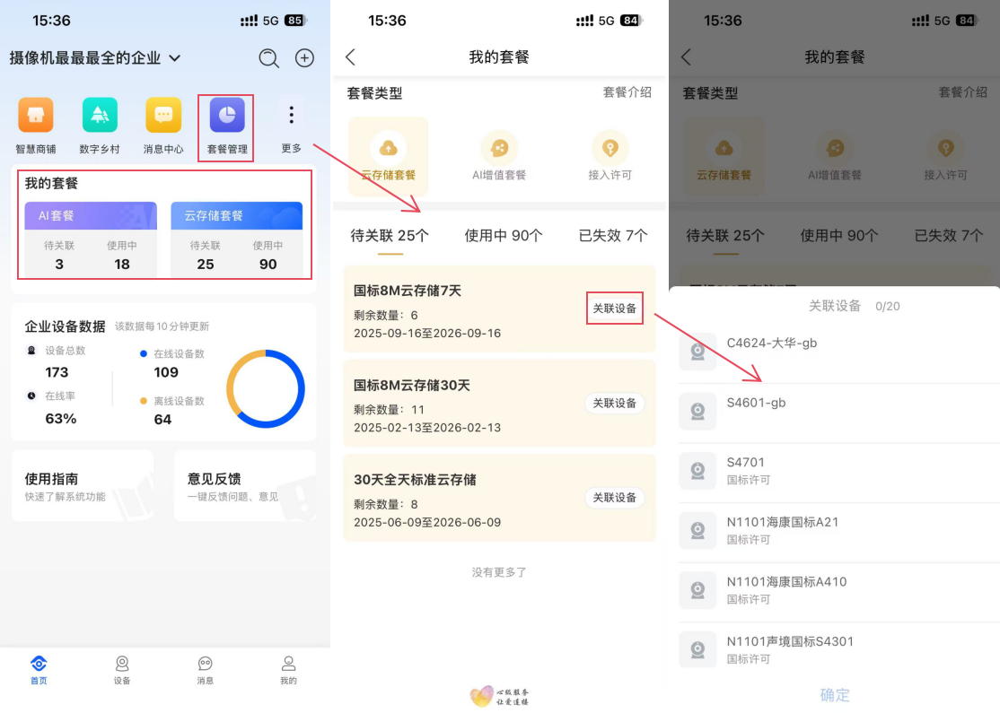 15:36
5G 85
摄像机最最最全的企业
智慧商铺
数字乡村
消息中心
套餐管理
更多
我的套餐
AI套餐
待关联
使用中
3
18
云存储套餐
待关联
使用中
25
90
企业设备数据 该数据每10分钟更新
设备总数
173
在线率
63%
在线设备数
109
离线设备数
64
使用指南
快速了解系统功能
意见反馈
一键反馈问题、意见
首页
设备
消息
我的
15:36
5G 84
我的套餐
套餐类型
套餐介绍
云存储套餐
AI增值套餐
接入许可
待关联 25个
使用中 90个
已失效 7个
国标8M云存储7天
剩余数量：6
2025-09-16至2026-09-16
关联设备
国标8M云存储30天
剩余数量：11
2025-02-13至2026-02-13
关联设备
30天全天标准云存储
剩余数量：8
2025-06-09至2026-06-09
关联设备
没有更多了
心级服务
让爱连接
15:36
5G 84
我的套餐
套餐类型
套餐介绍
云存储套餐
AI增值套餐
接入许可
待关联 25个
使用中 90个
已失效 7个
关联设备 0/20
C4624-大华-gb
S4601-gb
S4701
国标许可
N1101海康国标A21
国标许可
N1101海康国标A410
国标许可
N1101声境国标S4301
国标许可
确定